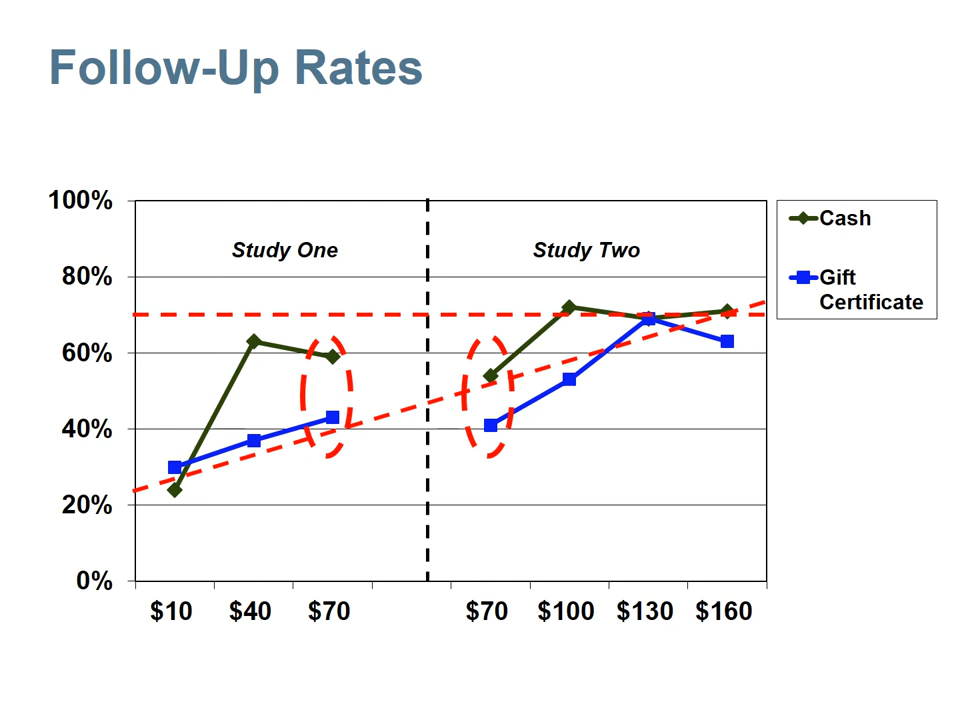 Follow-Up Rates
100%
80%
60%
40%
20%
0%
Study One
Study Two
Cash
Gift
Certificate
$10 $40 $70 $70 $100 $130 $160